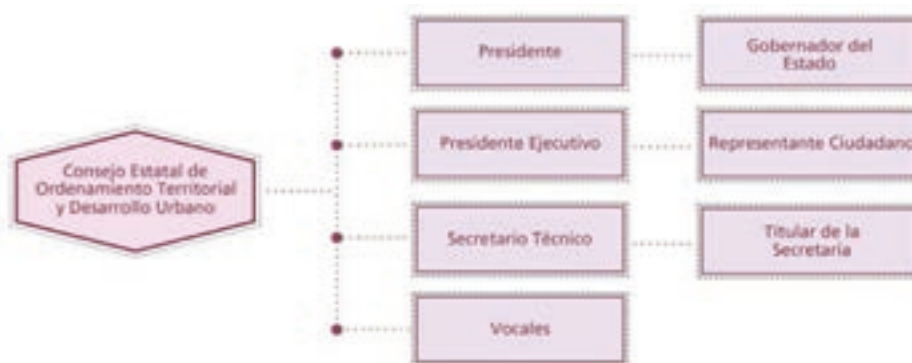 Consejo Estatal de
Ordenamiento Territorial
y Desarrollo Urbano
Presidente
Gobernador del
Estado
Presidente Ejecutivo
Representante Ciudadano
Secretario Técnico
Titular de la
Secretaría
Vocales